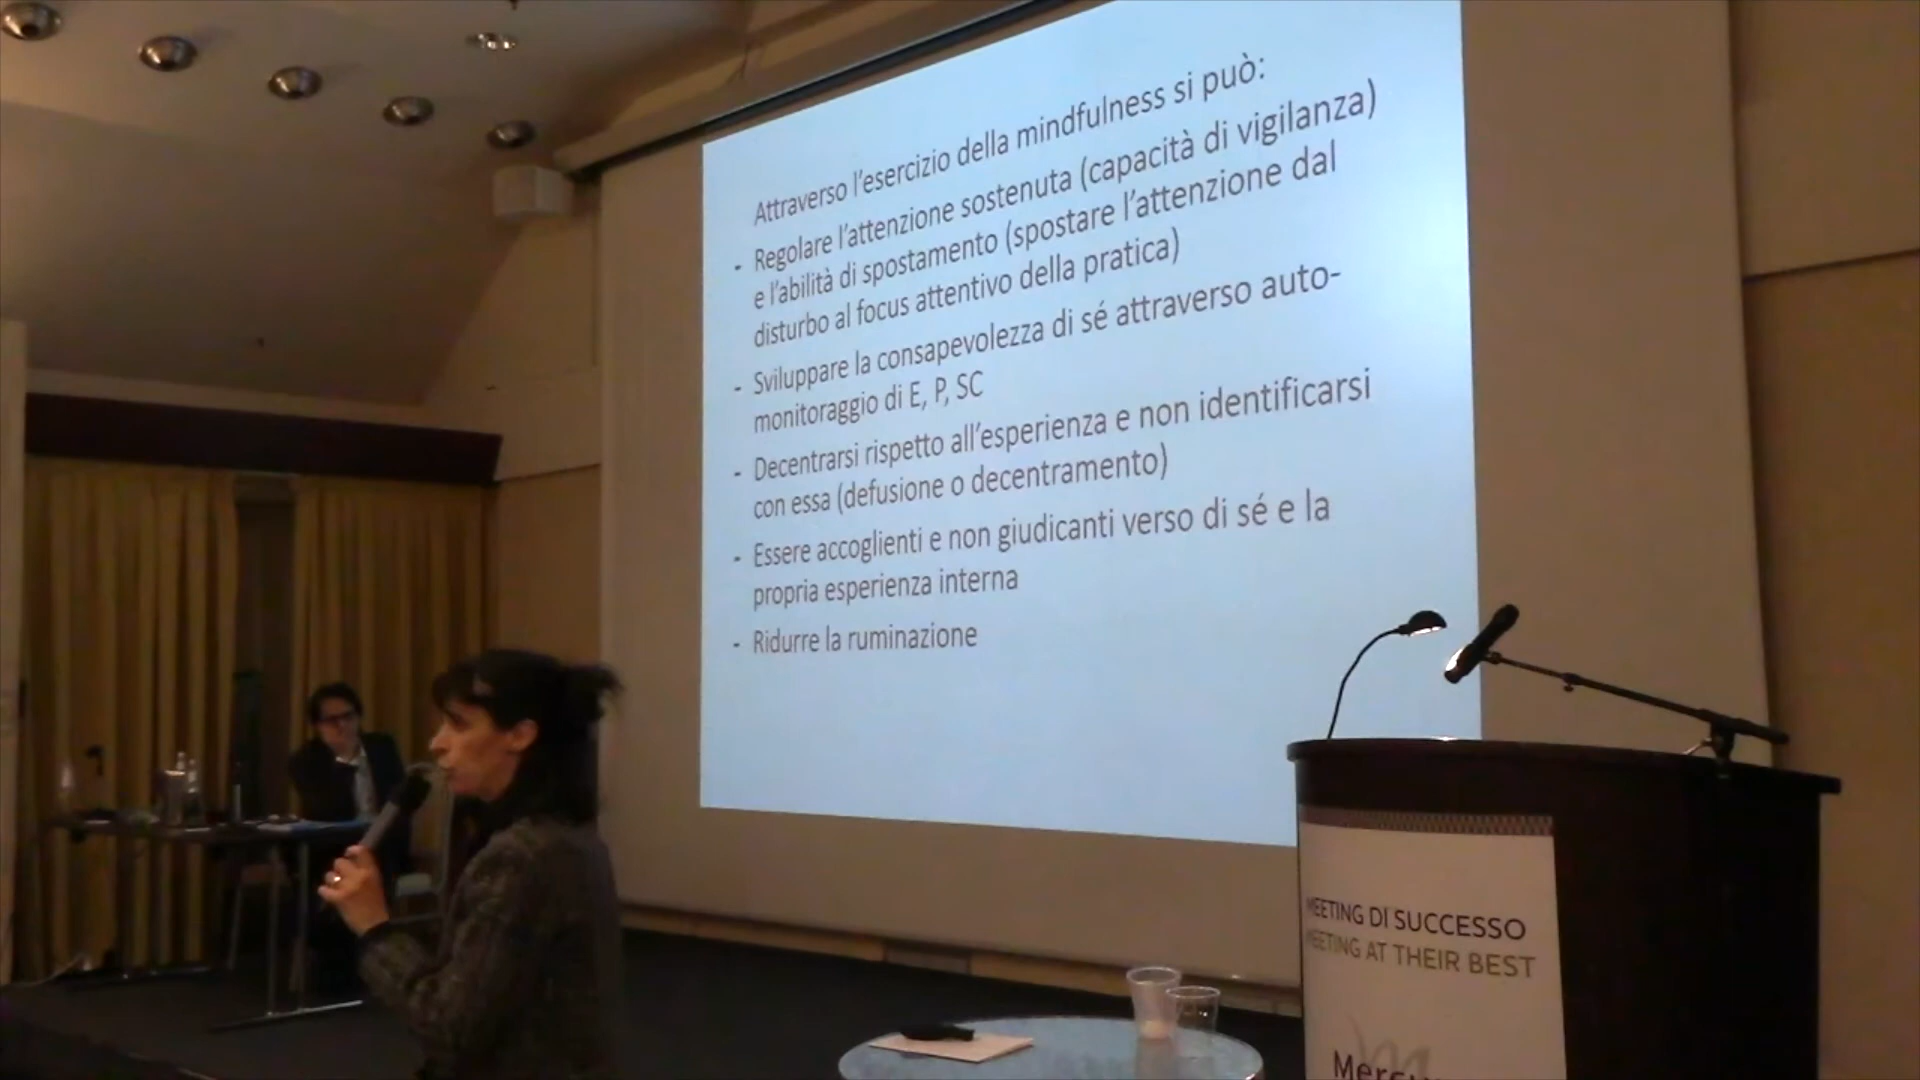 Attraverso l'esercizio della mindfulness si può:
- Regolare l'attenzione sostenuta (capacità di vigilanza)
e l'abilità di spostamento (spostare l'attenzione dal
disturbo al focus attentivo della pratica)
- Sviluppare la consapevolezza di sé attraverso auto-
monitoraggio di E, P, SC
- Decentrarsi rispetto all'esperienza e non identificarsi
con essa (defusione o decentramento)
- Essere accoglienti e non giudicanti verso di sé e la
propria esperienza interna
- Ridurre la ruminazione
MEETING DI SUCCESSO
MEETING AT THEIR BEST